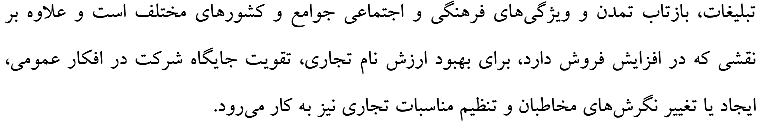 تبلیغات، بازتاب تمدن و ویژگی‌های فرهنگی و اجتماعی جوامع و کشورهای مختلف است و علاوه بر
نقشی که در افزایش فروش دارد، برای بهبود ارزش نام تجاری، تقویت جایگاه شرکت در افکار عمومی،
ایجاد یا تغییر نگرش‌های مخاطبان و تنظیم مناسبات تجاری نیز به کار می‌رود.